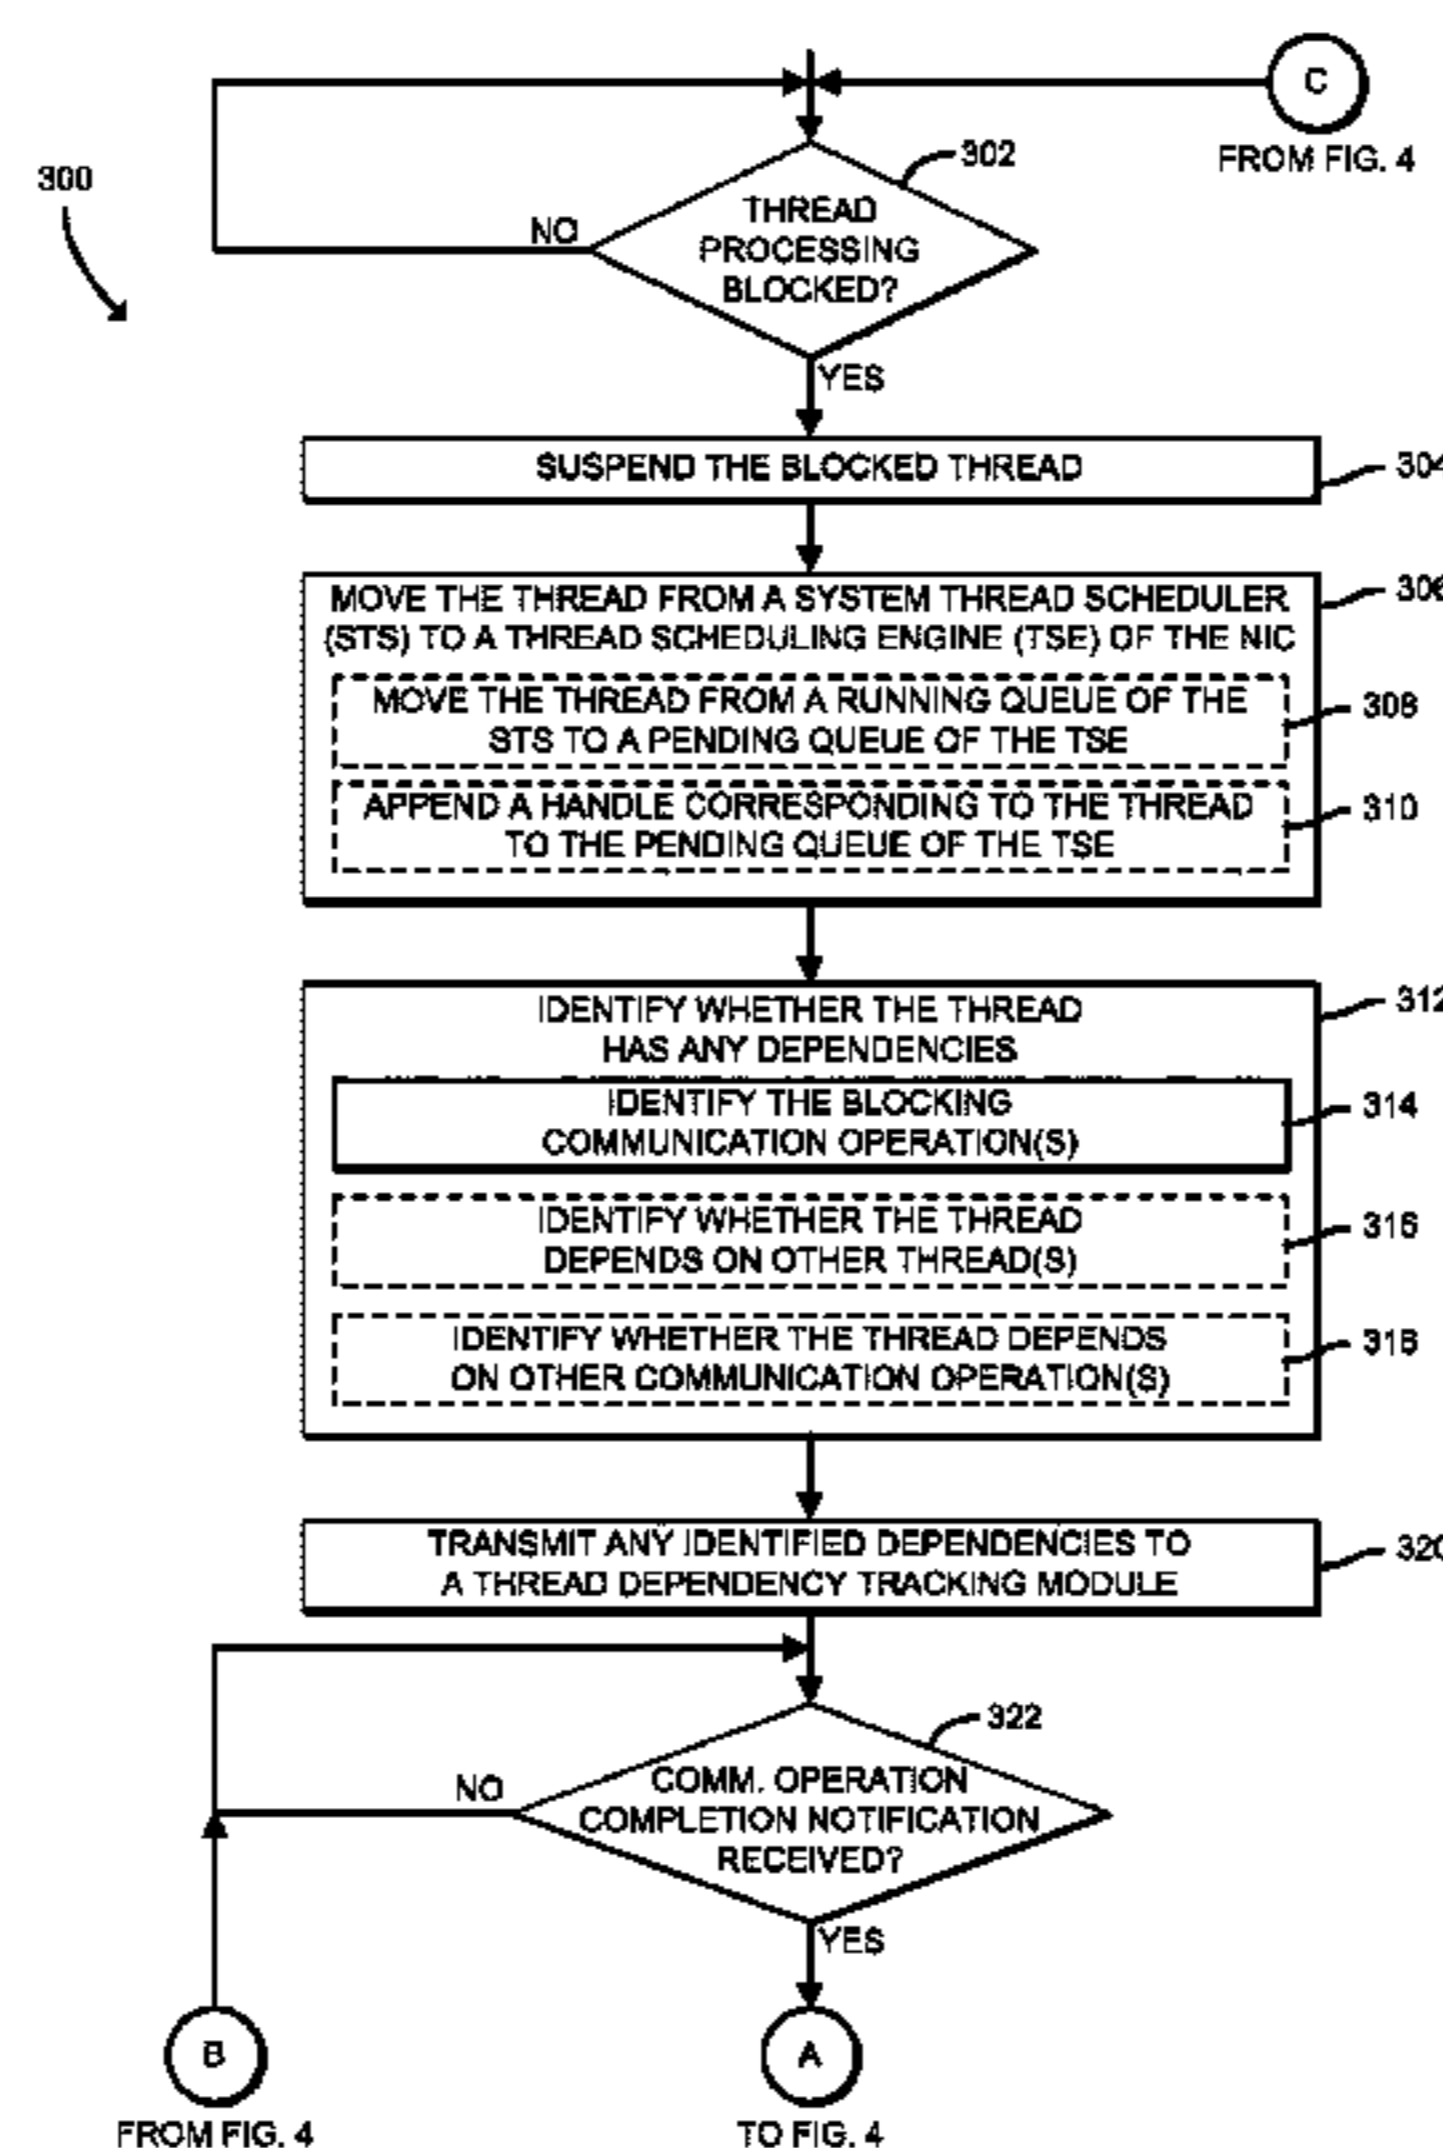 C
FROM FIG. 4
300
302
THREAD
PROCESSING
BLOCKED?
NO
YES
SUSPEND THE BLOCKED THREAD
304
MOVE THE THREAD FROM A SYSTEM THREAD SCHEDULER
(STS) TO A THREAD SCHEDULING ENGINE (TSE) OF THE NIC
306
MOVE THE THREAD FROM A RUNNING QUEUE OF THE
STS TO A PENDING QUEUE OF THE TSE
308
APPEND A HANDLE CORRESPONDING TO THE THREAD
TO THE PENDING QUEUE OF THE TSE
310
IDENTIFY WHETHER THE THREAD
HAS ANY DEPENDENCIES
312
IDENTIFY THE BLOCKING
COMMUNICATION OPERATION(S)
314
IDENTIFY WHETHER THE THREAD
DEPENDS ON OTHER THREAD(S)
316
IDENTIFY WHETHER THE THREAD DEPENDS
ON OTHER COMMUNICATION OPERATION(S)
318
TRANSMIT ANY IDENTIFIED DEPENDENCIES TO
A THREAD DEPENDENCY TRACKING MODULE
320
322
COMM. OPERATION
COMPLETION NOTIFICATION
RECEIVED?
NO
YES
B
FROM FIG. 4
A
TO FIG. 4